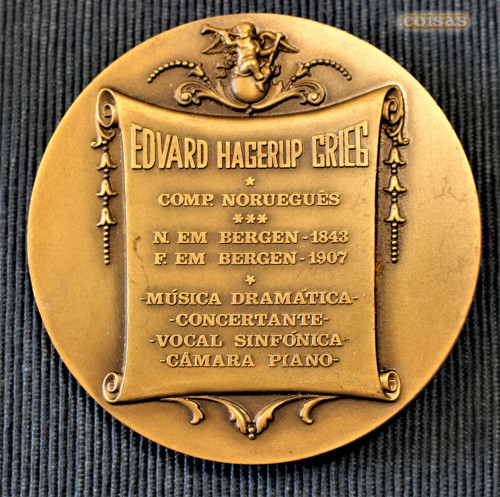 coisas
EDVARD HAGERUP GRIEG
*
COMP. NORUEGUÊS
***
N. EM BERGEN - 1843
F. EM BERGEN - 1907
*
-MÚSICA DRAMÁTICA-
-CONCERTANTE-
-VOCAL SINFÓNICA-
-CÂMARA PIANO-